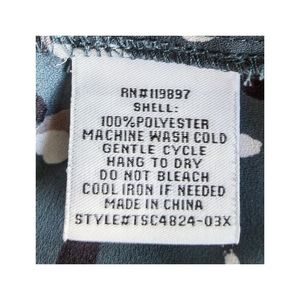 RN#119897
SHELL:
100%POLYESTER
MACHINE WASH COLD
GENTLE CYCLE
HANG TO DRY
DO NOT BLEACH
COOL IRON IF NEEDED
MADE IN CHINA
STYLE#TSC4824-03X